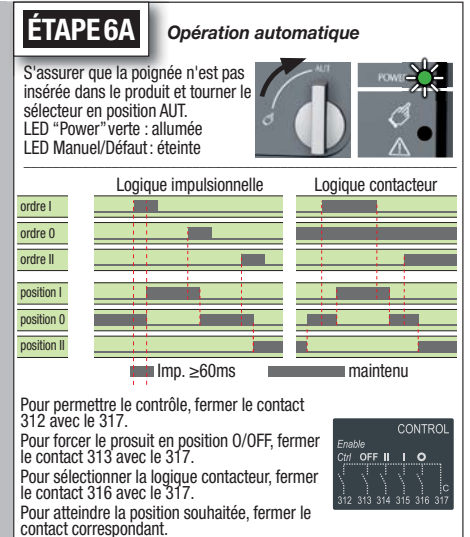 ÉTAPE 6A
Opération automatique
S'assurer que la poignée n'est pas
insérée dans le produit et tourner le
sélecteur en position AUT.
LED “Power” verte : allumée
LED Manuel/Défaut : éteinte
AUT
POWER
Logique impulsionnelle
Logique contacteur
ordre I
ordre 0
ordre II
position I
position 0
position II
Imp. ≥60ms
maintenu
Pour permettre le contrôle, fermer le contact
312 avec le 317.
Pour forcer le prosuit en position O/OFF, fermer
le contact 313 avec le 317.
Pour sélectionner la logique contacteur, fermer
le contact 316 avec le 317.
Pour atteindre la position souhaitée, fermer le
contact correspondant.
CONTROL
Enable
Ctrl OFF II I O
C
312 313 314 315 316 317